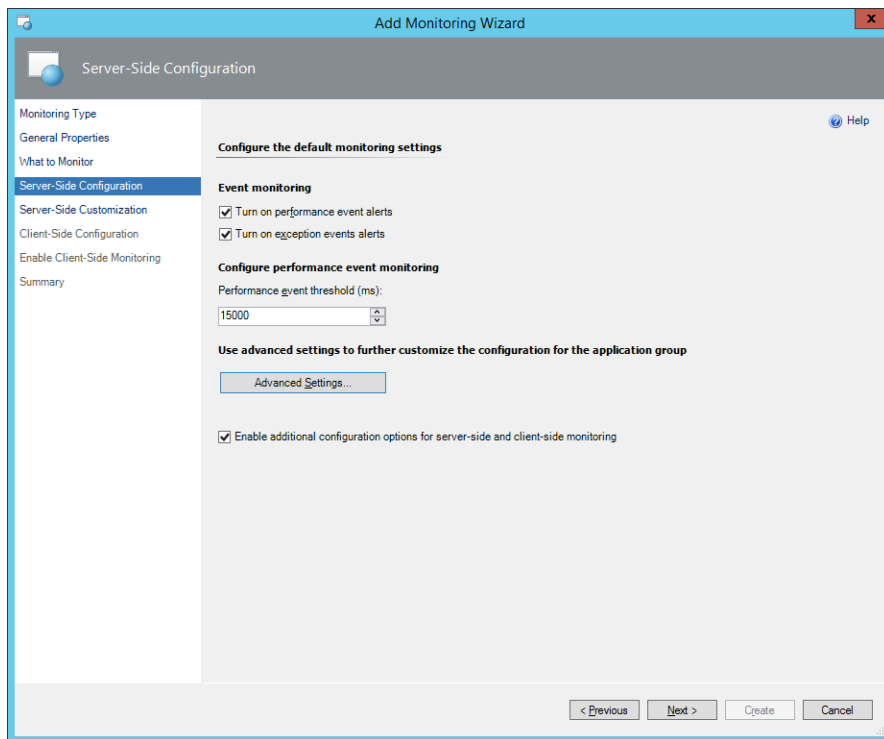 Add Monitoring Wizard
x
Server-Side Configuration
Monitoring Type
General Properties
What to Monitor
Server-Side Configuration
Server-Side Customization
Client-Side Configuration
Enable Client-Side Monitoring
Summary
Help
Configure the default monitoring settings
Event monitoring
Turn on performance event alerts
Turn on exception events alerts
Configure performance event monitoring
Performance event threshold (ms):
15000
Use advanced settings to further customize the configuration for the application group
Advanced Settings...
Enable additional configuration options for server-side and client-side monitoring
< Previous Next > Create Cancel